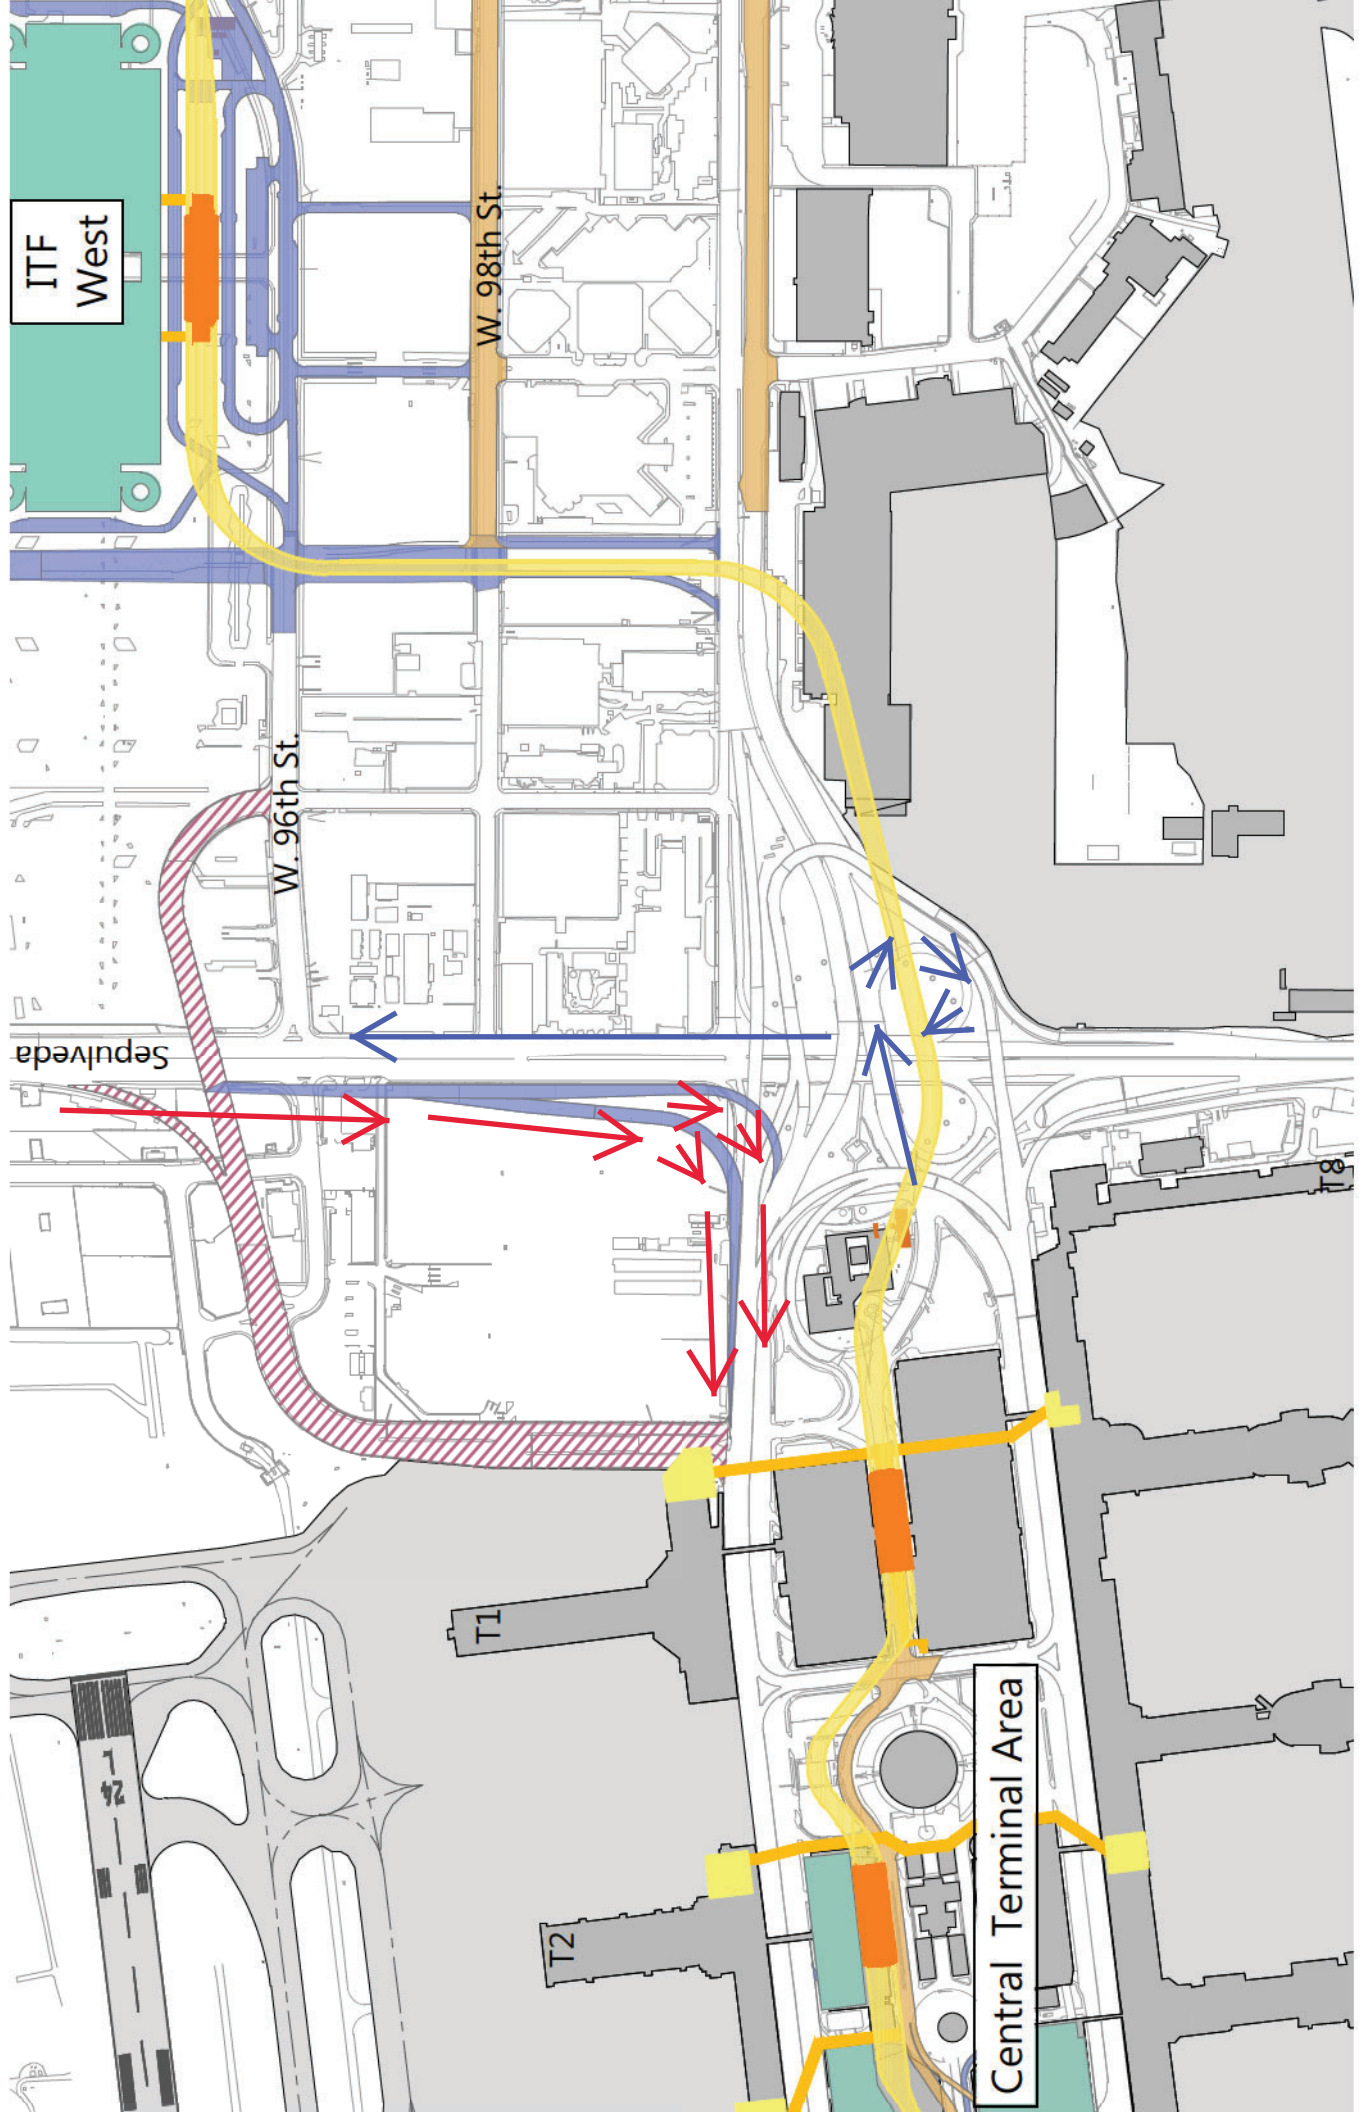 ITF
West
W. 98th St.
W. 96th St.
Sepulveda
T8
T1
24
T2
Central Terminal Area